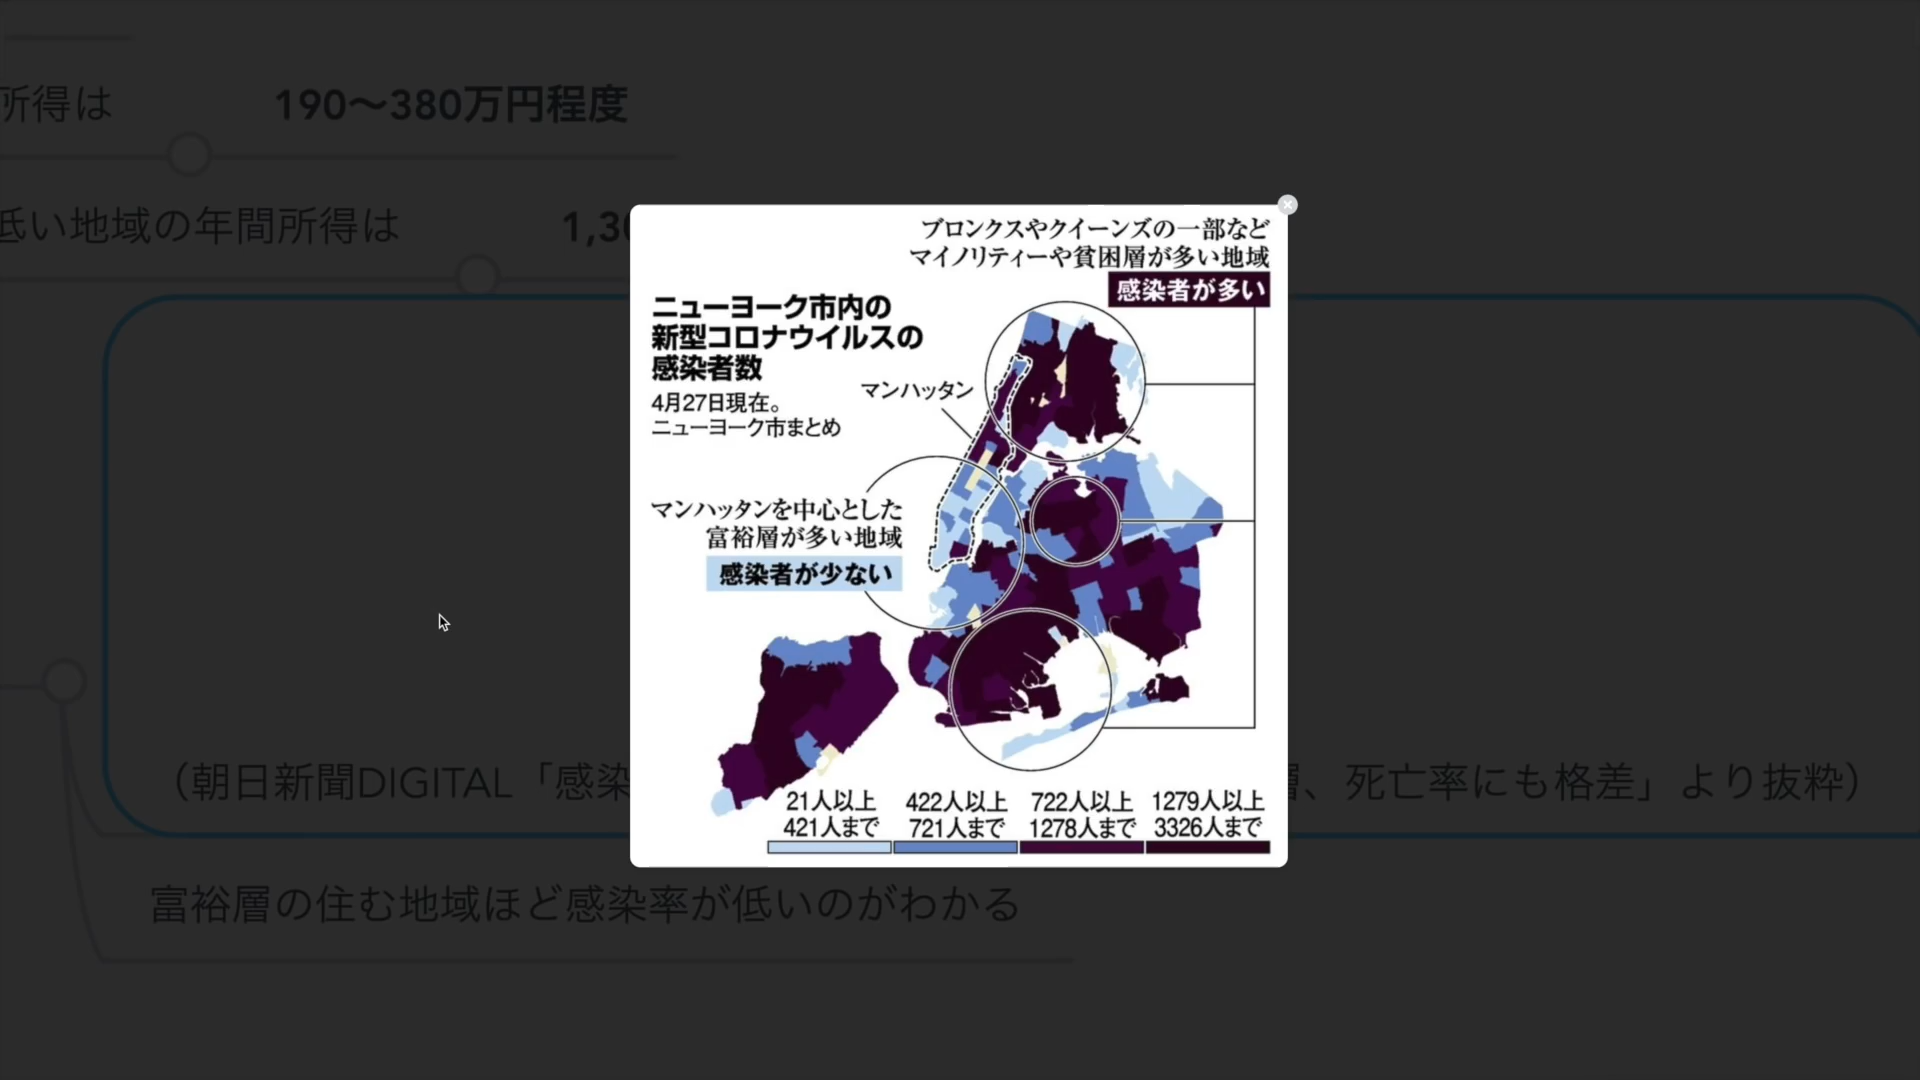 所得は 190〜380万円程度
低い地域の年間所得は 1,3
ブロンクスやクイーンズの一部など
マイノリティーや貧困層が多い地域
感染者が多い
ニューヨーク市内の
新型コロナウイルスの
感染者数
4月27日現在。
ニューヨーク市まとめ
マンハッタン
マンハッタンを中心とした
富裕層が多い地域
感染者が少ない
21人以上
421人まで
422人以上
721人まで
722人以上
1278人まで
1279人以上
3326人まで
（朝日新聞DIGITAL「感染 層、死亡率にも格差」より抜粋）
富裕層の住む地域ほど感染率が低いのがわかる